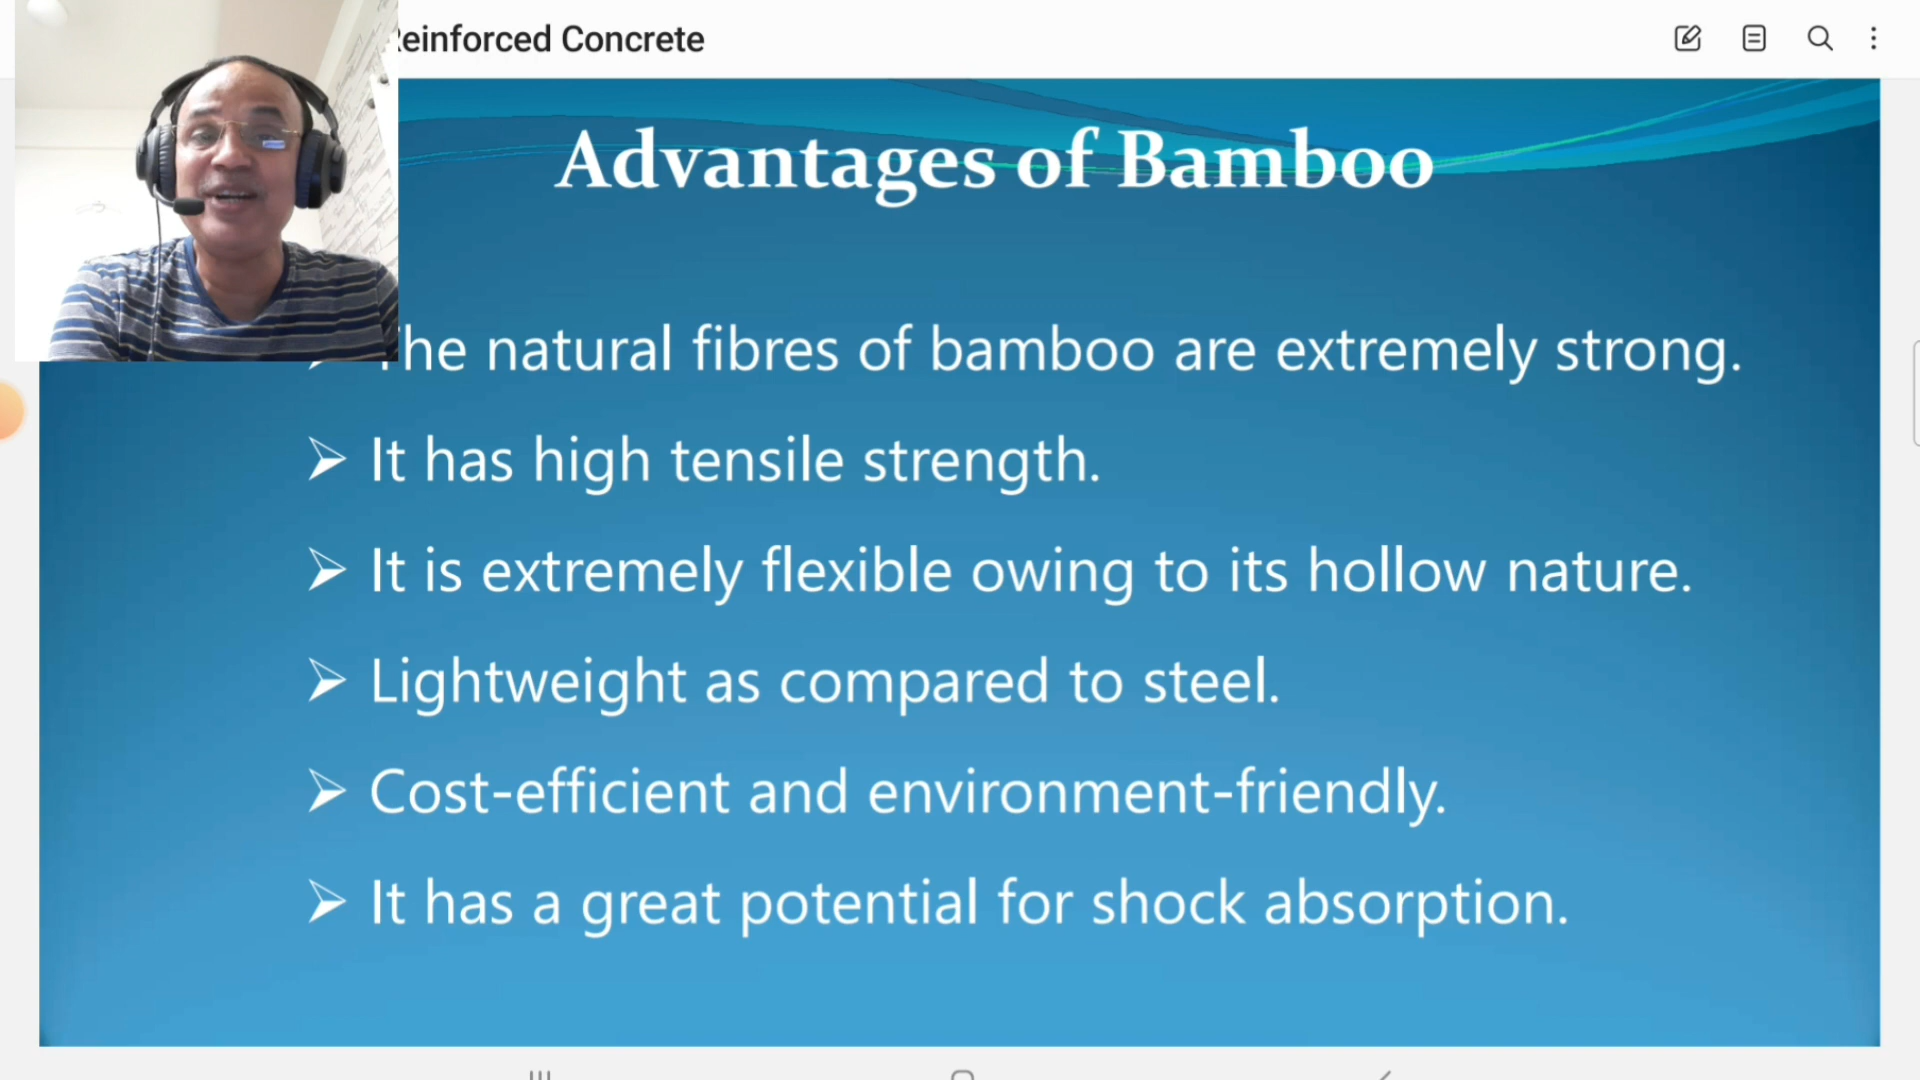 Reinforced Concrete
Advantages of Bamboo
The natural fibres of bamboo are extremely strong.
It has high tensile strength.
It is extremely flexible owing to its hollow nature.
Lightweight as compared to steel.
Cost-efficient and environment-friendly.
It has a great potential for shock absorption.